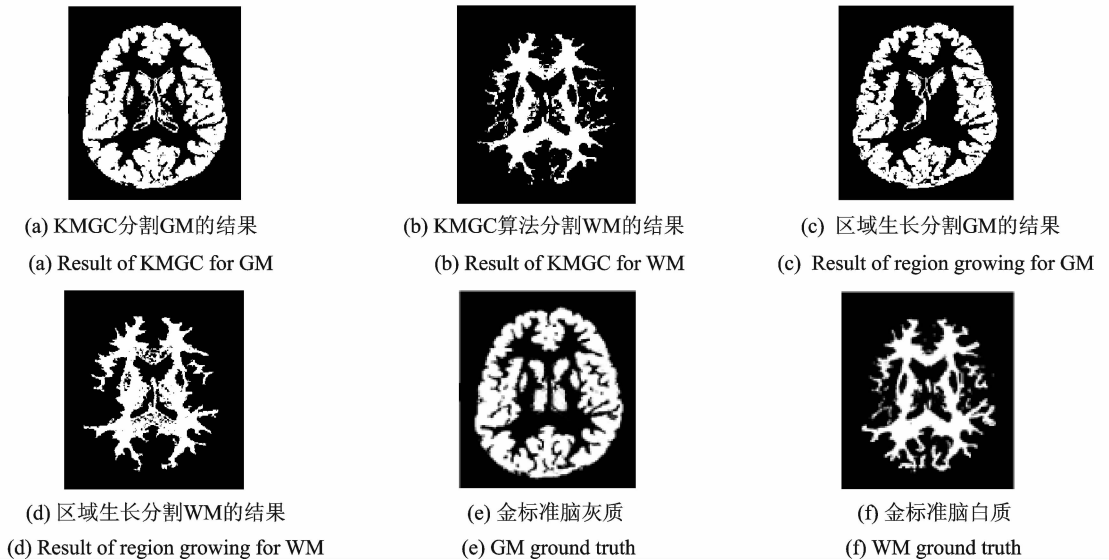 (a) KMGC分割GM的结果
(b) KMGC算法分割WM的结果
(c) 区域生长分割GM的结果
(a) Result of KMGC for GM
(b) Result of KMGC for WM
(c) Result of region growing for GM
(d) 区域生长分割WM的结果
(e) 金标准脑灰质
(f) 金标准脑白质
(d) Result of region growing for WM
(e) GM ground truth
(f) WM ground truth